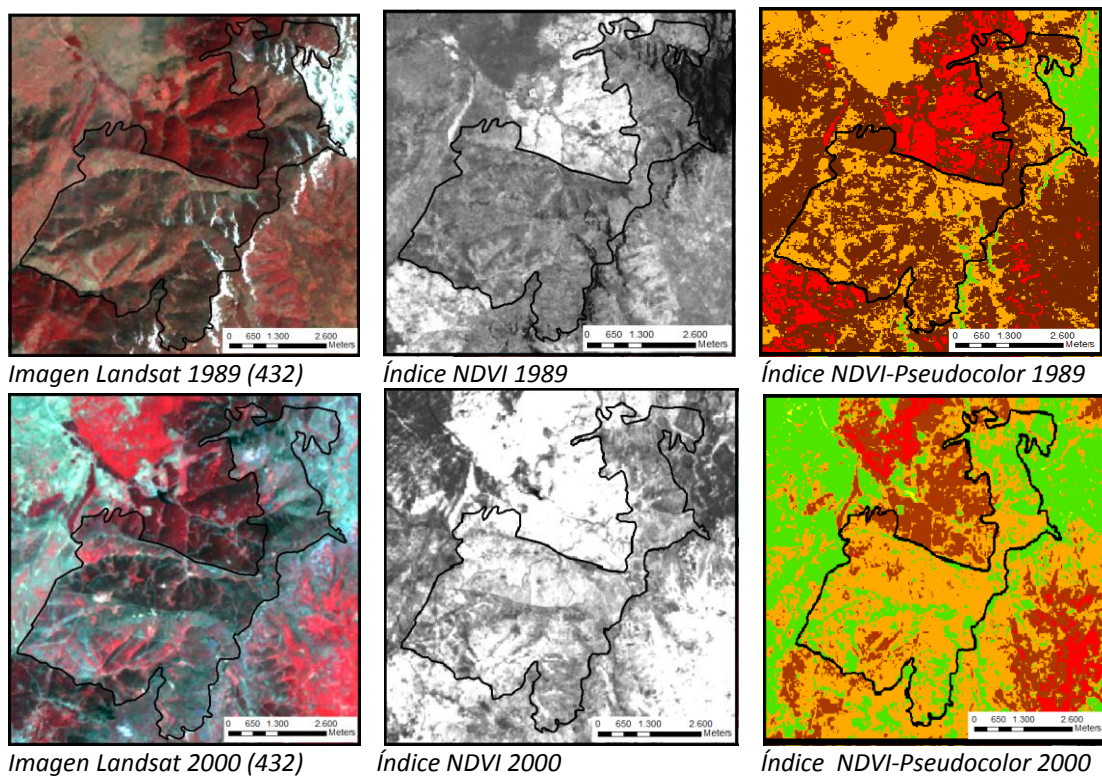 0 650 1.300 2.600
Meters
0 650 1.300 2.600
Meters
0 650 1.300 2.600
Meters
Imagen Landsat 1989 (432)
Índice NDVI 1989
Índice NDVI-Pseudocolor 1989
0 650 1.300 2.600
Meters
0 650 1.300 2.600
Meters
0 650 1.300 2.600
Meters
Imagen Landsat 2000 (432)
Índice NDVI 2000
Índice NDVI-Pseudocolor 2000